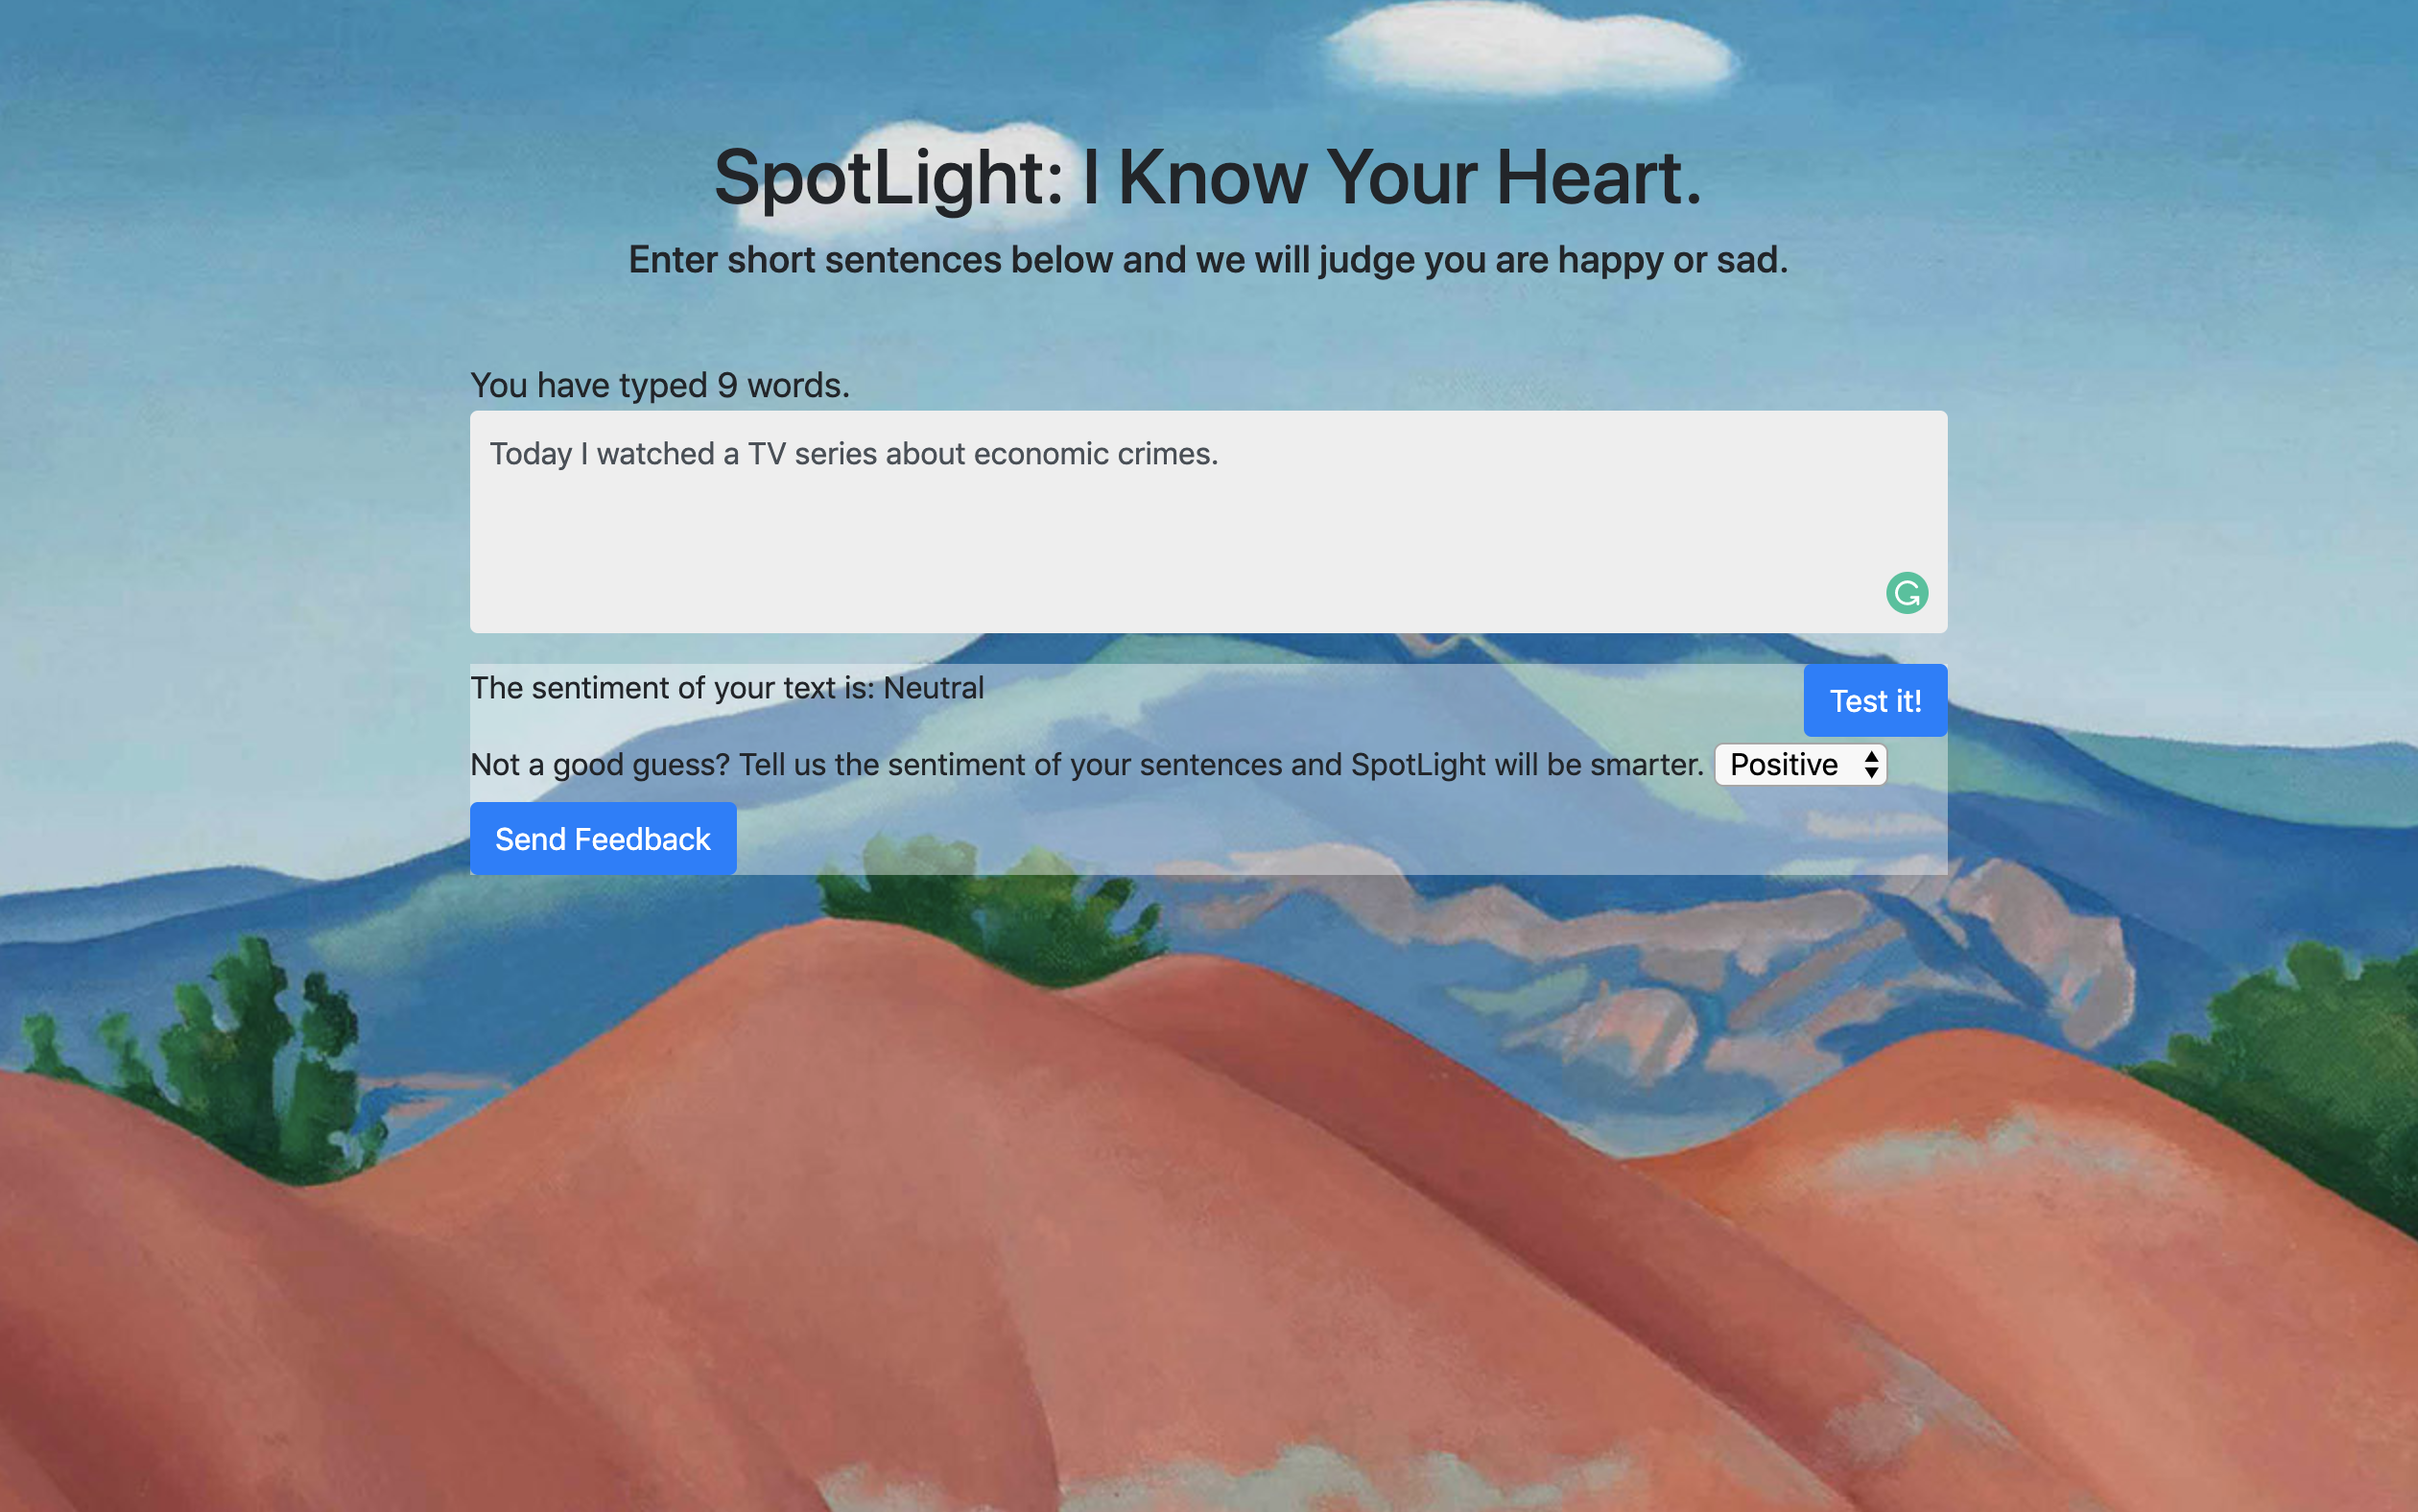 SpotLight: I Know Your Heart.
Enter short sentences below and we will judge you are happy or sad.
You have typed 9 words.
Today I watched a TV series about economic crimes.
The sentiment of your text is: Neutral
Test it!
Not a good guess? Tell us the sentiment of your sentences and SpotLight will be smarter. Positive
Send Feedback